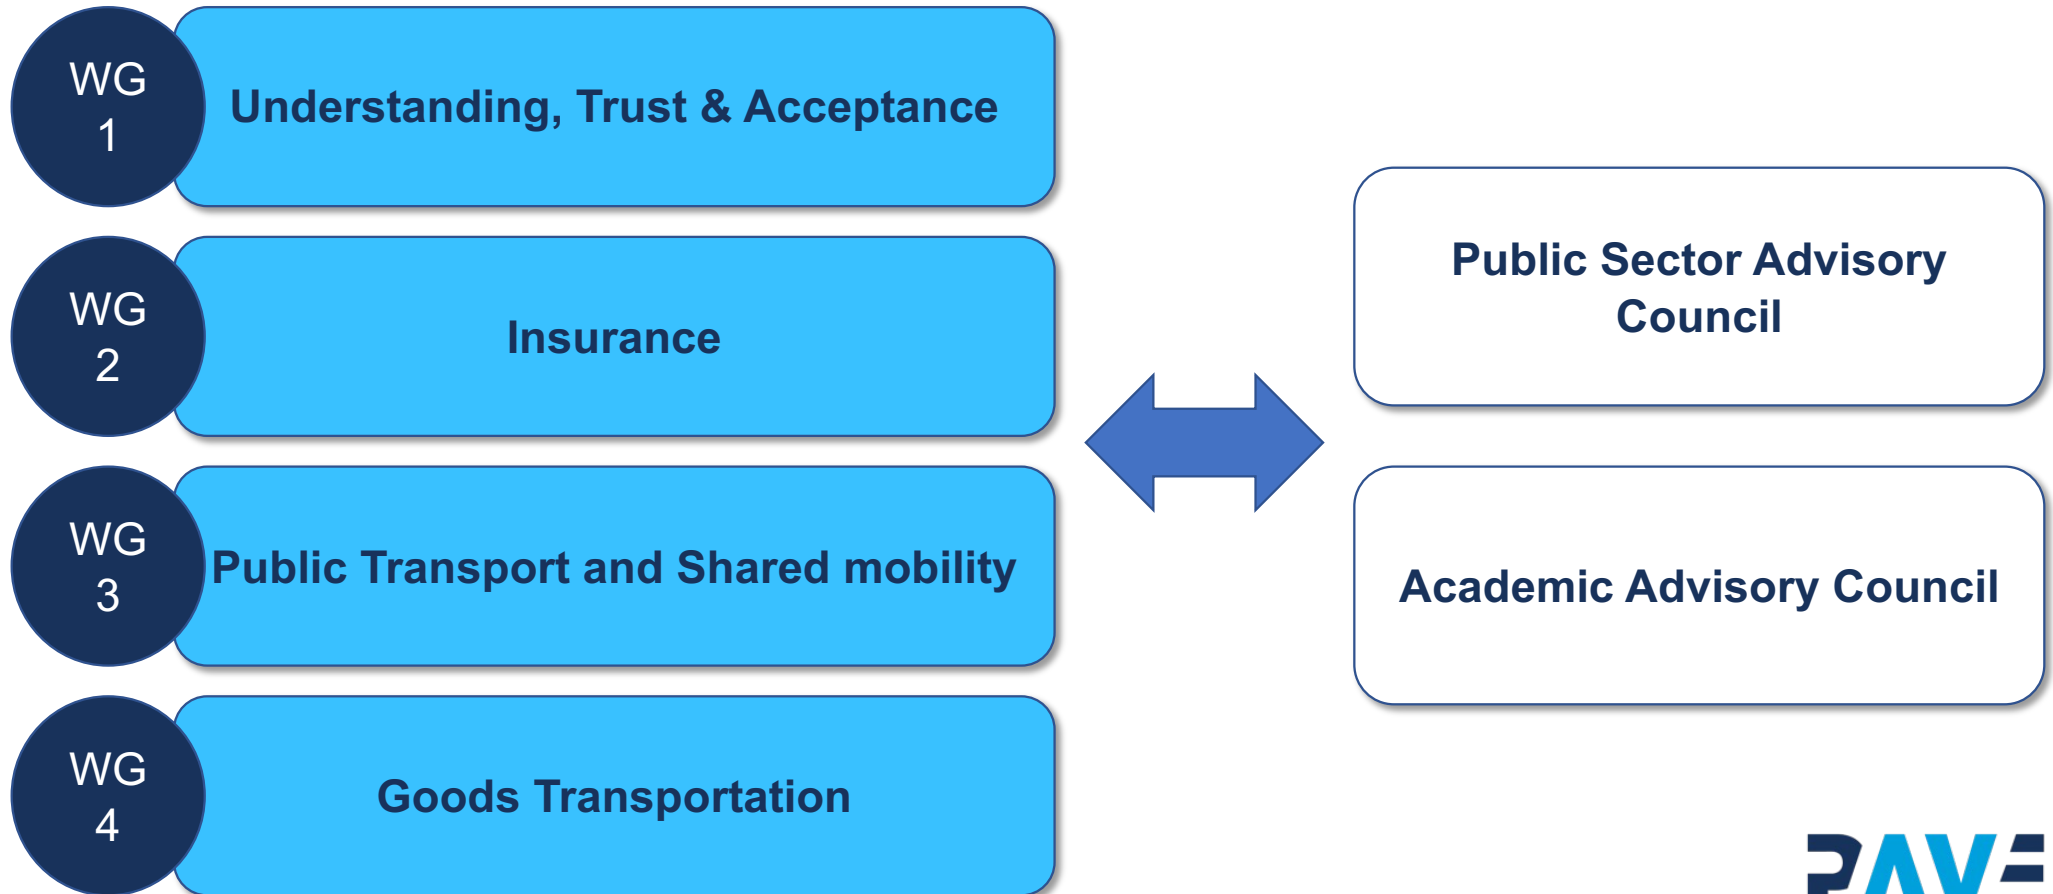 WG
1
Understanding, Trust & Acceptance
WG
2
Insurance
WG
3
Public Transport and Shared mobility
WG
4
Goods Transportation
Public Sector Advisory
Council
Academic Advisory Council
PAVE